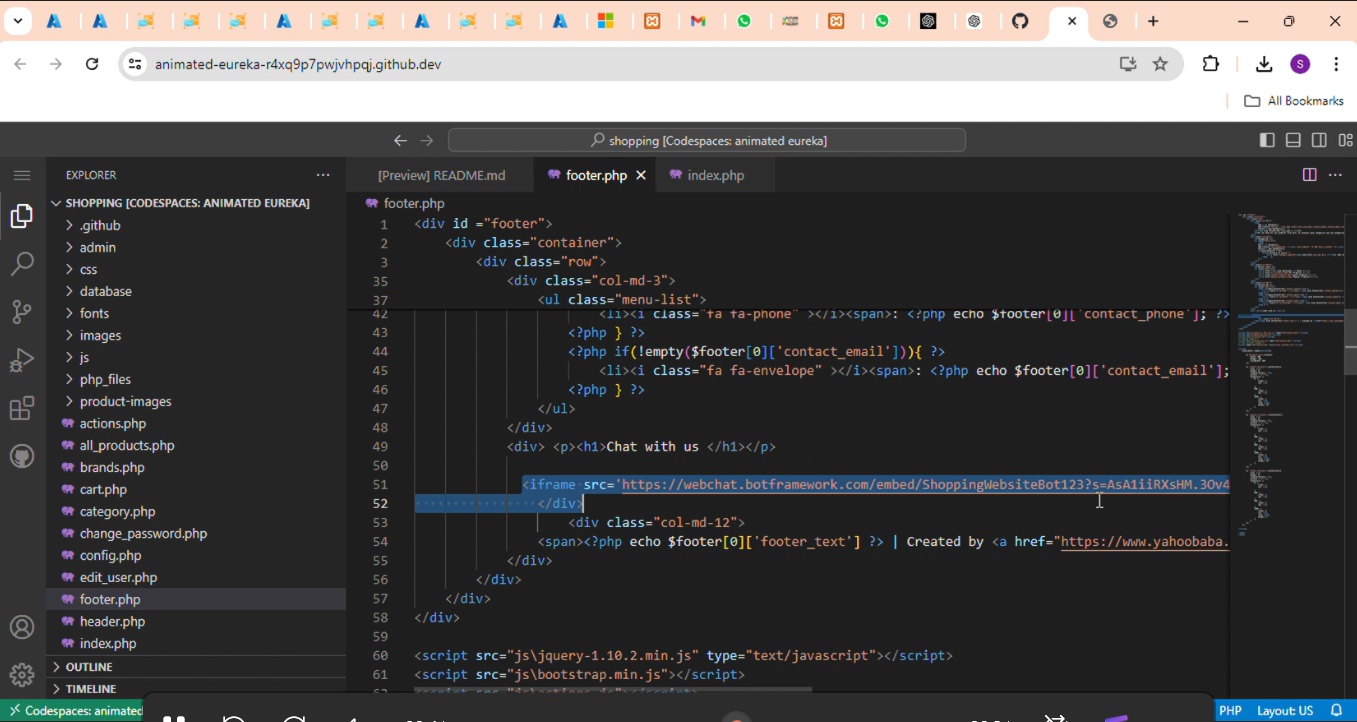 animated-eureka-r4xq9p7pwjvhpqj.github.dev
S
All Bookmarks
shopping [Codespaces: animated eureka]
EXPLORER
[Preview] README.md
footer.php
index.php
SHOPPING [CODESPACES: ANIMATED EUREKA]
.github
admin
css
database
fonts
images
js
php_files
product-images
actions.php
all_products.php
brands.php
cart.php
category.php
change_password.php
config.php
edit_user.php
footer.php
header.php
index.php
OUTLINE
TIMELINE
footer.php
1 <div id ="footer">
2 <div class="container">
3 <div class="row">
35 <div class="col-md-3">
37 <ul class="menu-list">
42 <li><i class="fa fa-phone" ></i><span>: <?php echo $footer[0]['contact_phone']; ?>
43 <?php } ?>
44 <?php if(!empty($footer[0]['contact_email'])){ ?>
45 <li><i class="fa fa-envelope" ></i><span>: <?php echo $footer[0]['contact_email'];
46 <?php } ?>
47 </ul>
48 </div>
49 <div> <p><h1>Chat with us </h1></p>
50
51 <iframe src='https://webchat.botframework.com/embed/ShoppingWebsiteBot123?s=AsA1iiRXsHM.3Ov4
52 </div>
53 <div class="col-md-12">
54 <span><?php echo $footer[0]['footer_text'] ?> | Created by <a href="https://www.yahoobaba.
55 </div>
56 </div>
57 </div>
58 </div>
59
60 <script src="js\jquery-1.10.2.min.js" type="text/javascript"></script>
61 <script src="js\bootstrap.min.js"></script>
Codespaces: animated
PHP
Layout: US